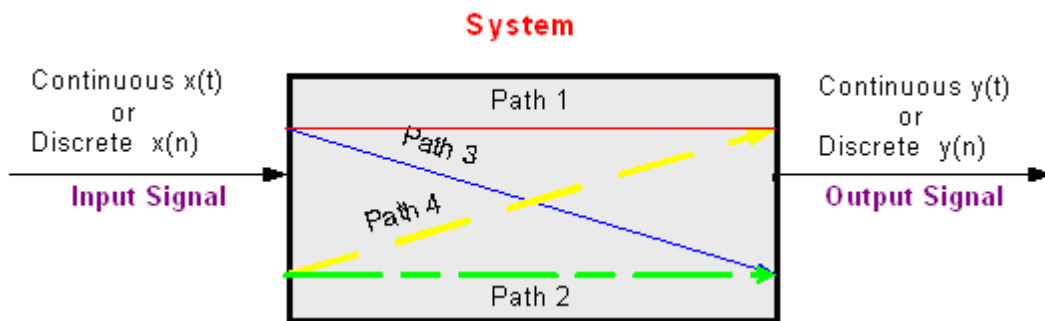 System
Continuous x(t)
or
Discrete x(n)
Input Signal
Path 1
Path 3
Path 4
Path 2
Continuous y(t)
or
Discrete y(n)
Output Signal